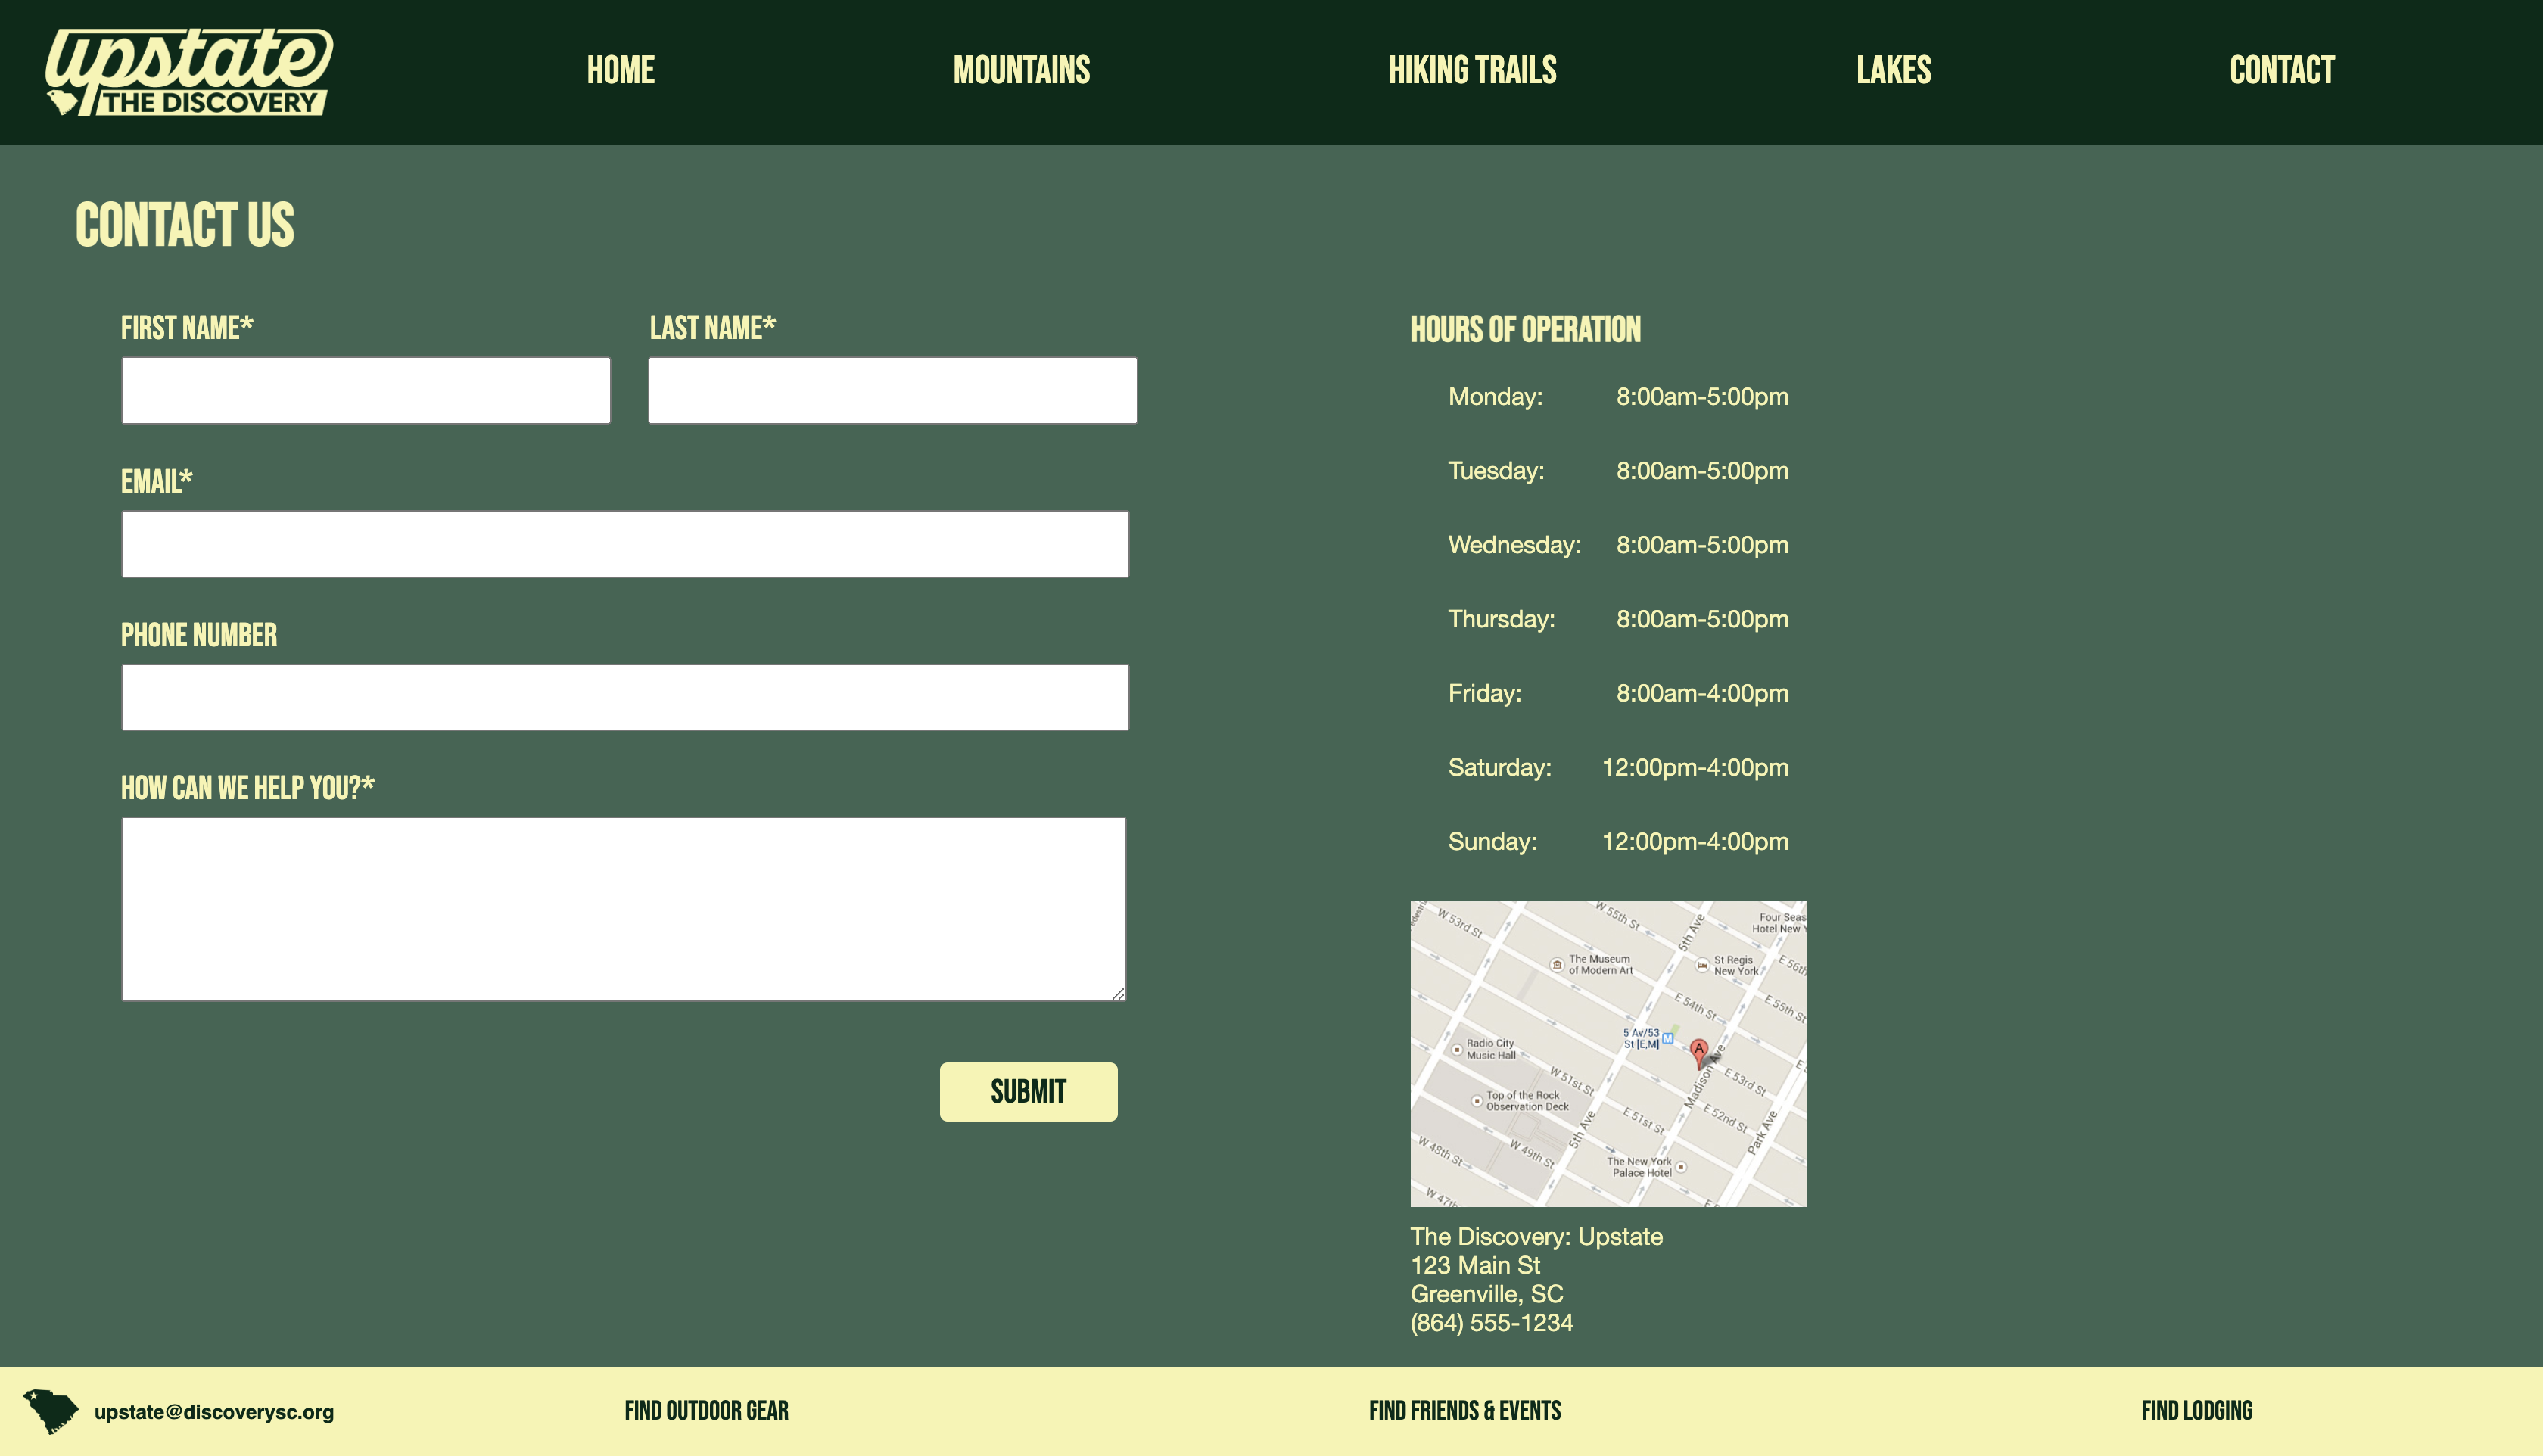 upstate
THE DISCOVERY
HOME
MOUNTAINS
HIKING TRAILS
LAKES
CONTACT
CONTACT US
FIRST NAME*
LAST NAME*
EMAIL*
PHONE NUMBER
HOW CAN WE HELP YOU?*
SUBMIT
HOURS OF OPERATION
Monday: 8:00am-5:00pm
Tuesday: 8:00am-5:00pm
Wednesday: 8:00am-5:00pm
Thursday: 8:00am-5:00pm
Friday: 8:00am-4:00pm
Saturday: 12:00pm-4:00pm
Sunday: 12:00pm-4:00pm
W 53rd St
W 55th St
5th Ave
Four Seas
Hotel New Y
The Museum
of Modern Art
St Regis
New York
E 56th
E 54th St
E 55th St
5 Av/53
St [E,M]
M
A
Radio City
Music Hall
W 51st St
Madison Ave
E 53rd St
Top of the Rock
Observation Deck
E 52nd St
E 51st St
5th Ave
Park Ave
W 48th St
W 49th St
The New York
Palace Hotel
W 47th
The Discovery: Upstate
123 Main St
Greenville, SC
(864) 555-1234
upstate@discoverysc.org
FIND OUTDOOR GEAR
FIND FRIENDS & EVENTS
FIND LODGING